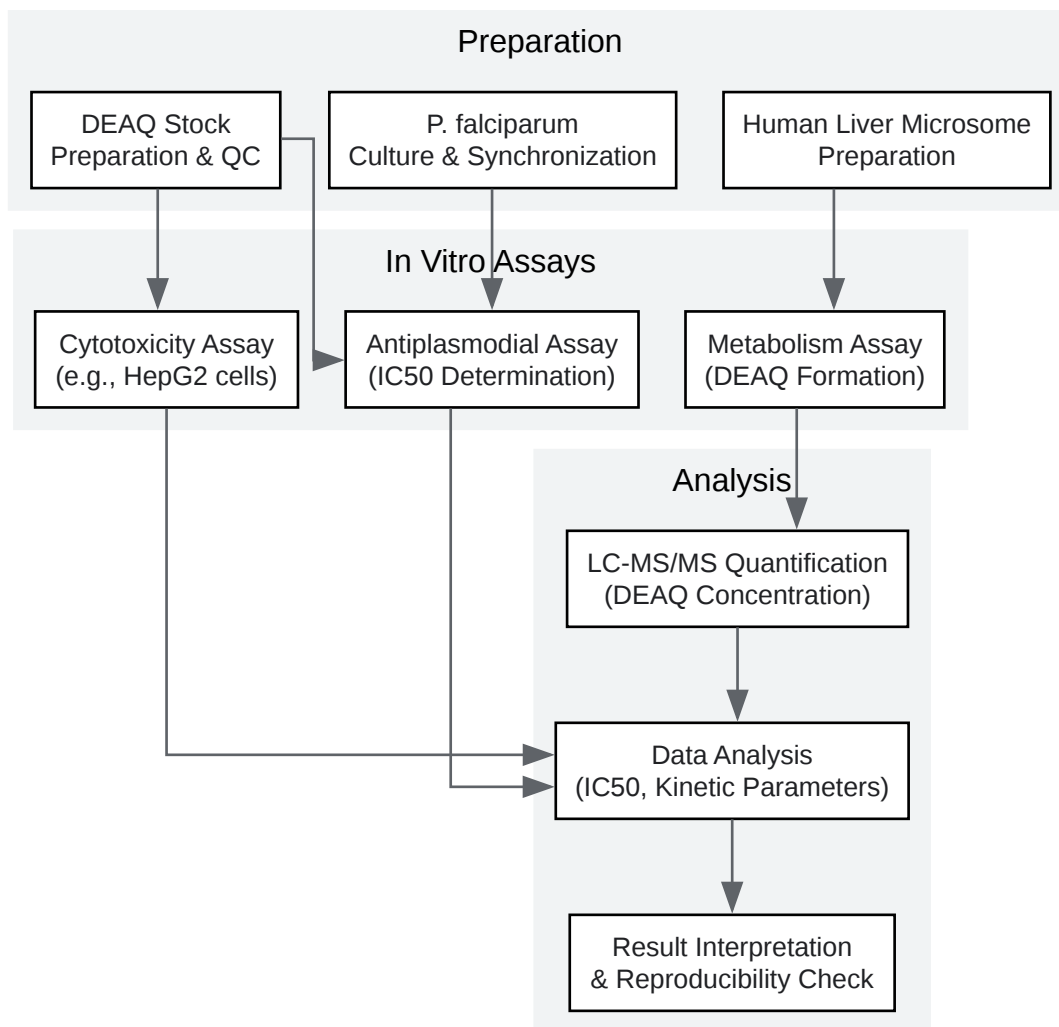 Preparation
DEAQ Stock
Preparation & QC
P. falciparum
Culture & Synchronization
Human Liver Microsome
Preparation
In Vitro Assays
Cytotoxicity Assay
(e.g., HepG2 cells)
Antiplasmodial Assay
(IC50 Determination)
Metabolism Assay
(DEAQ Formation)
Analysis
LC-MS/MS Quantification
(DEAQ Concentration)
Data Analysis
(IC50, Kinetic Parameters)
Result Interpretation
& Reproducibility Check